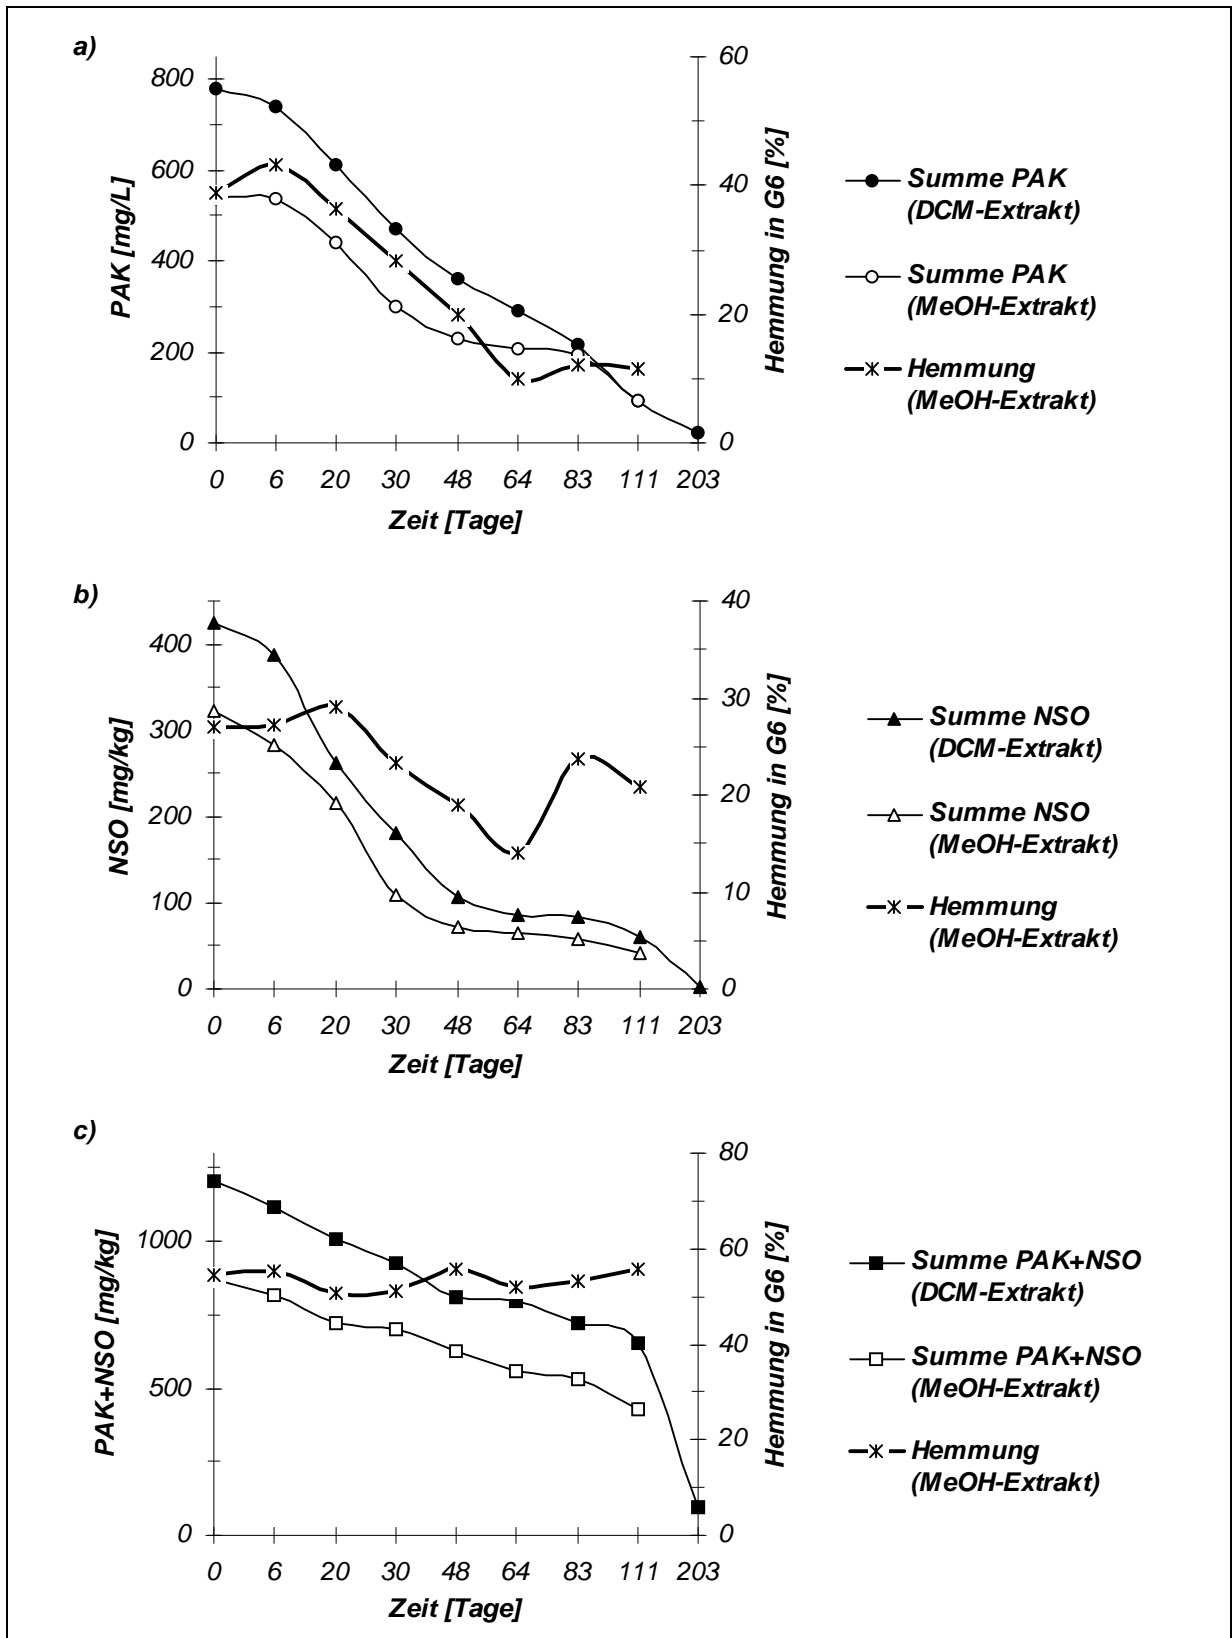 a)
800
600
400
200
0
PAK [mg/L]
60
40
20
0
Hemmung in G6 [%]
0 6 20 30 48 64 83 111 203
Zeit [Tage]
Summe PAK
(DCM-Extrakt)
Summe PAK
(MeOH-Extrakt)
Hemmung
(MeOH-Extrakt)
b)
400
300
200
100
0
NSO [mg/kg]
40
30
20
10
0
Hemmung in G6 [%]
0 6 20 30 48 64 83 111 203
Zeit [Tage]
Summe NSO
(DCM-Extrakt)
Summe NSO
(MeOH-Extrakt)
Hemmung
(MeOH-Extrakt)
c)
1000
500
0
PAK+NSO [mg/kg]
80
60
40
20
0
Hemmung in G6 [%]
0 6 20 30 48 64 83 111 203
Zeit [Tage]
Summe PAK+NSO
(DCM-Extrakt)
Summe PAK+NSO
(MeOH-Extrakt)
Hemmung
(MeOH-Extrakt)